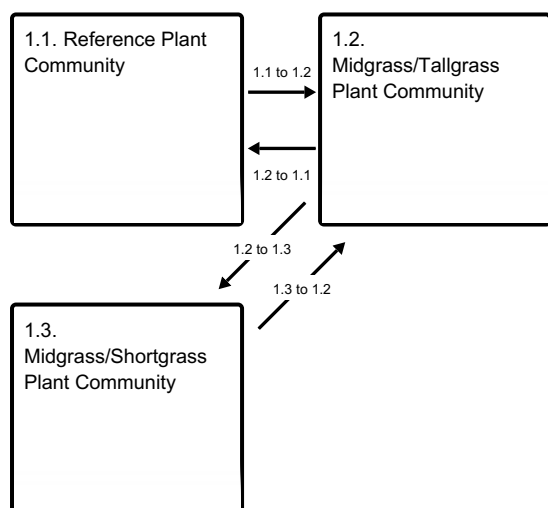 1.1. Reference Plant
Community
1.1 to 1.2
1.2.
Midgrass/Tallgrass
Plant Community
1.2 to 1.1
1.2 to 1.3
1.3 to 1.2
1.3.
Midgrass/Shortgrass
Plant Community